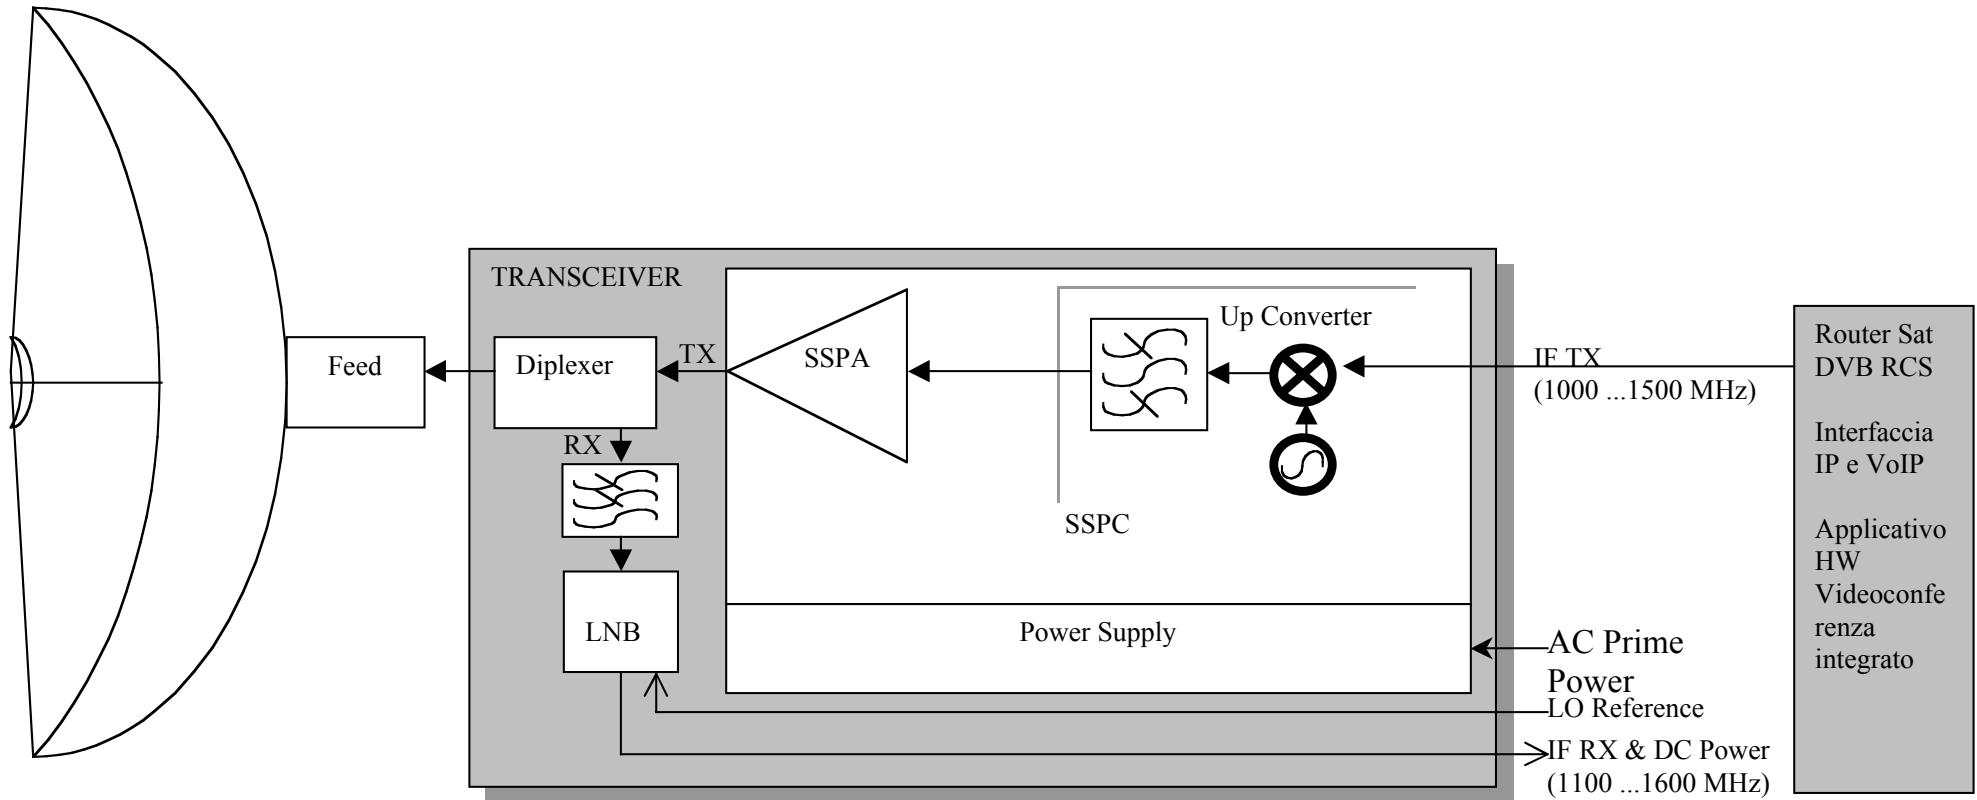 TRANSCEIVER
Feed
Diplexer
TX
SSPA
Up Converter
RX
SSPC
LNB
Power Supply
IF TX
(1000 ...1500 MHz)
AC Prime
Power
LO Reference
IF RX & DC Power
(1100 ...1600 MHz)
Router Sat
DVB RCS
Interfaccia
IP e VoIP
Applicativo
HW
Videoconfe
renza
integrato